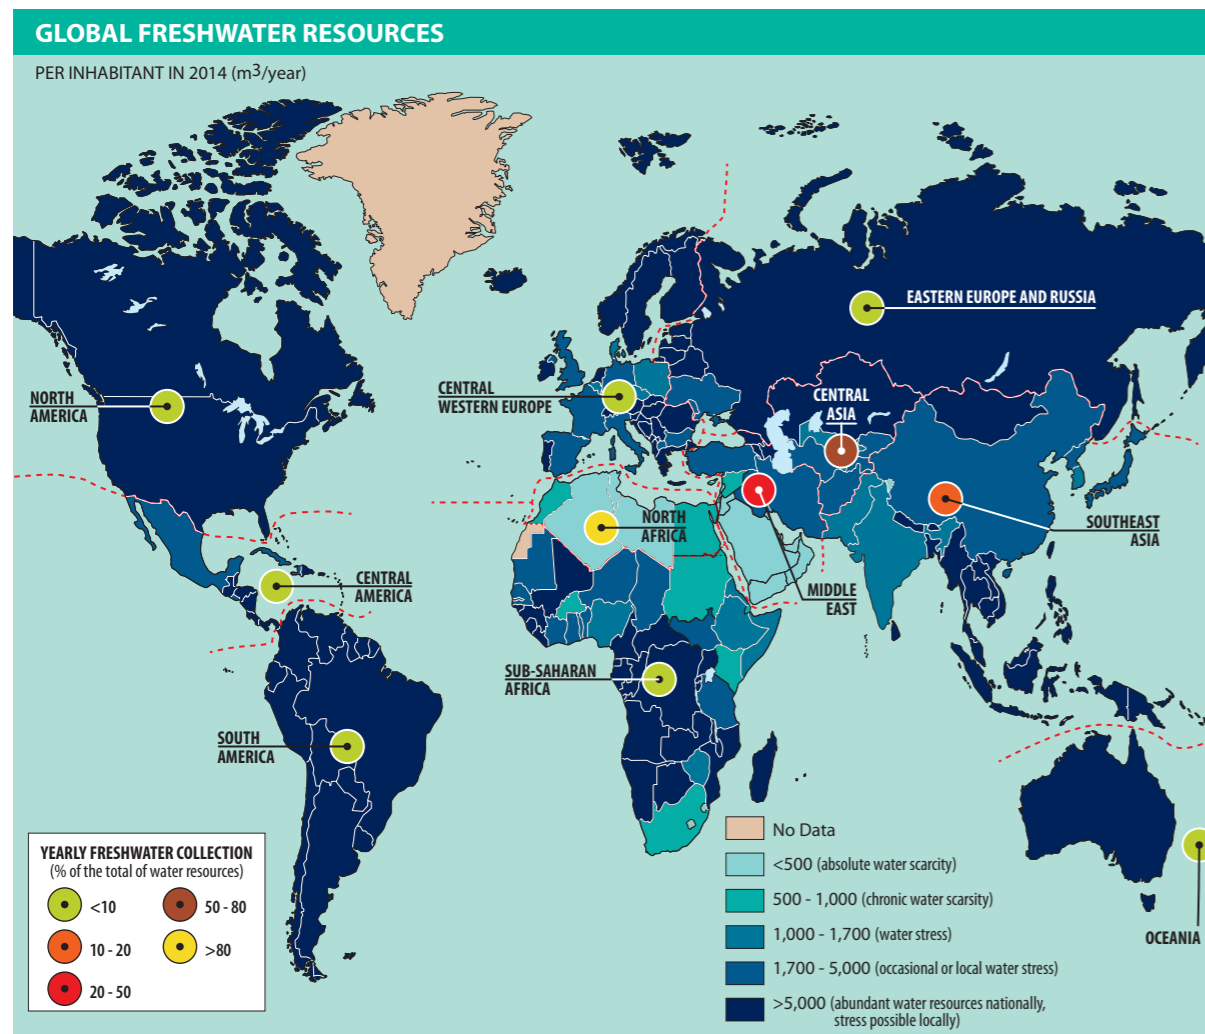 GLOBAL FRESHWATER RESOURCES
PER INHABITANT IN 2014 (m3/year)
EASTERN EUROPE AND RUSSIA
NORTH
AMERICA
CENTRAL
WESTERN EUROPE
CENTRAL
ASIA
NORTH
AFRICA
SOUTHEAST
ASIA
CENTRAL
AMERICA
MIDDLE
EAST
SUB-SAHARAN
AFRICA
SOUTH
AMERICA
OCEANIA
YEARLY FRESHWATER COLLECTION
(% of the total of water resources)
<10
50 - 80
10 - 20
>80
20 - 50
No Data
<500 (absolute water scarcity)
500 - 1,000 (chronic water scarsity)
1,000 - 1,700 (water stress)
1,700 - 5,000 (occasional or local water stress)
>5,000 (abundant water resources nationally,
stress possible locally)